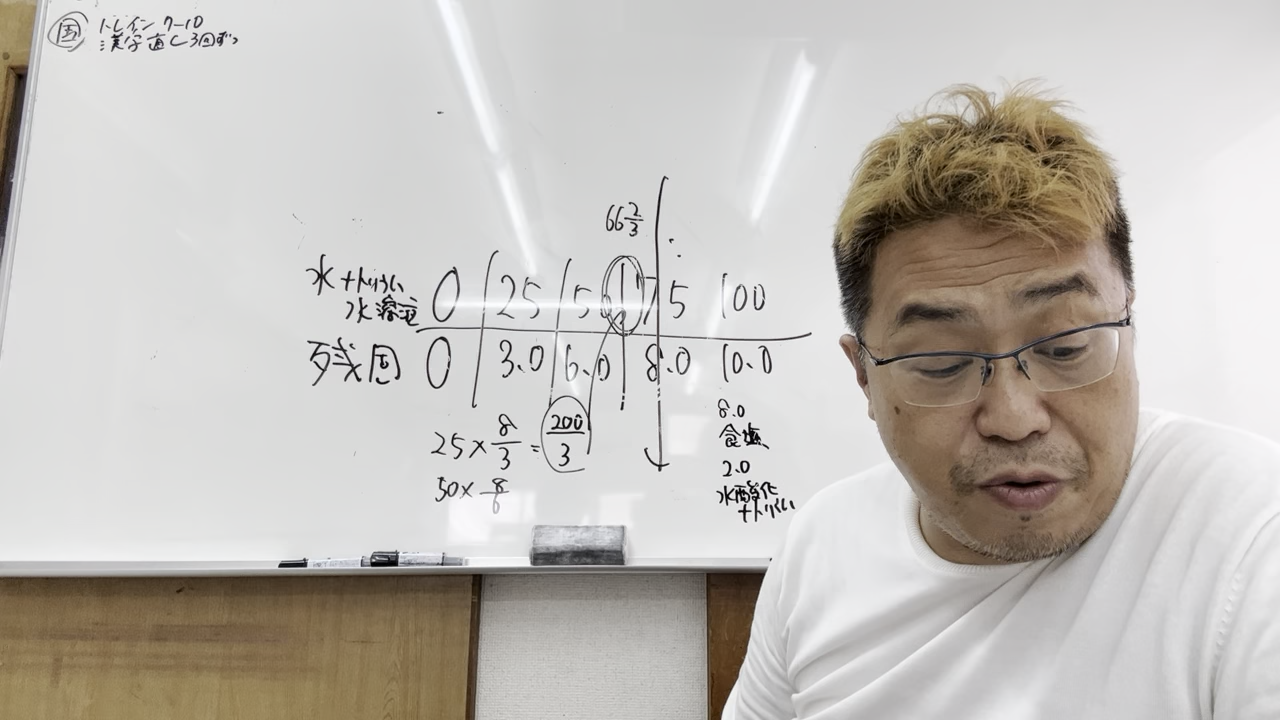 国 トレイン 7-10
漢字直し3回ずつ
66 2/3
水+トリウム
水溶液 0 25 50 75 100
残固 0 3.0 6.0 8.0 10.0
25×8/3=200/3
50×8/6
8.0
食塩
2.0
水酸化
+トリウム